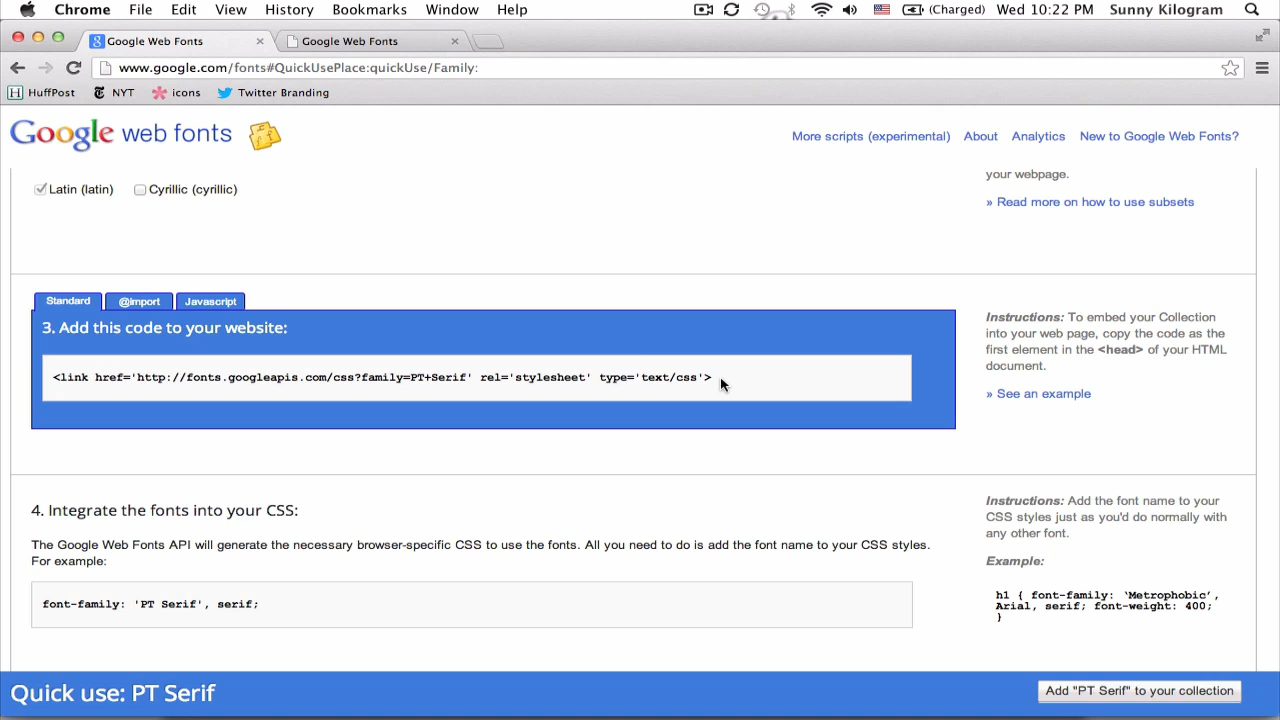 Chrome File Edit View History Bookmarks Window Help (Charged) Wed 10:22 PM Sunny Kilogram
Google Web Fonts Google Web Fonts
www.google.com/fonts#QuickUsePlace:quickUse/Family:
HuffPost NYT icons Twitter Branding
Google web fonts
More scripts (experimental) About Analytics New to Google Web Fonts?
Latin (latin) Cyrillic (cyrillic)
your webpage.
» Read more on how to use subsets
Standard @import Javascript
3. Add this code to your website:
<link href='http://fonts.googleapis.com/css?family=PT+Serif' rel='stylesheet' type='text/css'>
Instructions: To embed your Collection
into your web page, copy the code as the
first element in the <head> of your HTML
document.
» See an example
4. Integrate the fonts into your CSS:
The Google Web Fonts API will generate the necessary browser-specific CSS to use the fonts. All you need to do is add the font name to your CSS styles.
For example:
font-family: 'PT Serif', serif;
Instructions: Add the font name to your
CSS styles just as you'd do normally with
any other font.
Example:
h1 { font-family: ‘Metrophobic’,
Arial, serif; font-weight: 400;
}
Quick use: PT Serif
Add "PT Serif" to your collection